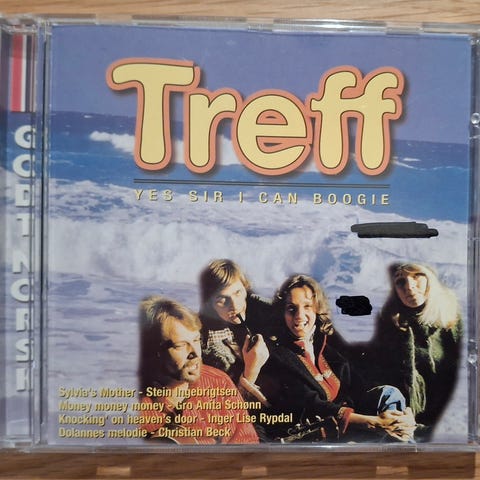 Treff
YES SIR I CAN BOOGIE
GODT NORSK
Sylvia's Mother - Stein Ingebrigtsen
Money money money - Gro Anita Schønn
Knocking' on heaven's door - Inger Lise Rypdal
Dolannes melodie - Christian Beck